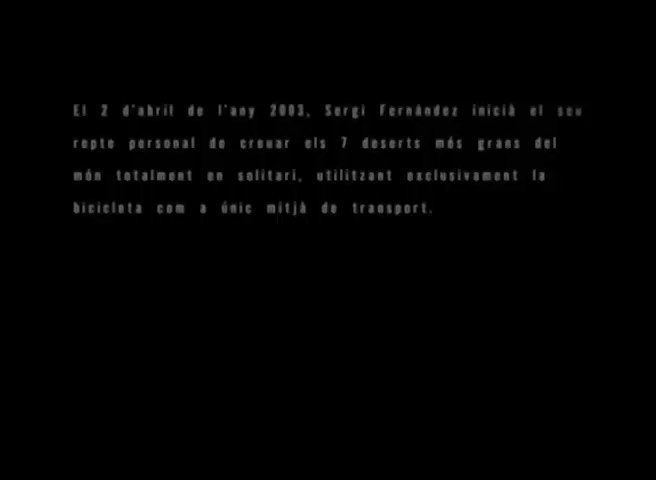 El 2 d'abril de l'any 2003, Sergi Fernández inicià el seu
repte personal de creuar els 7 deserts més grans del
món totalment en solitari, utilitzant exclusivament la
bicicleta com a únic mitjà de transport.